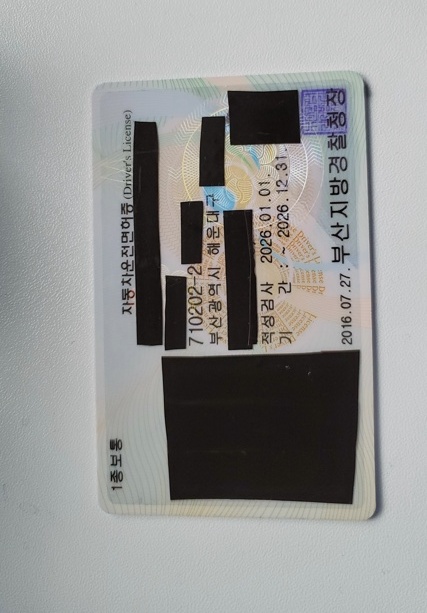 1종보통
자동차운전면허증 (Driver's License)
710202-2
부산광역시 해운대구
적성검사 2026.01.01.
기 간 : ~ 2026.12.31.
2016.07.27. 부산지방경찰청장